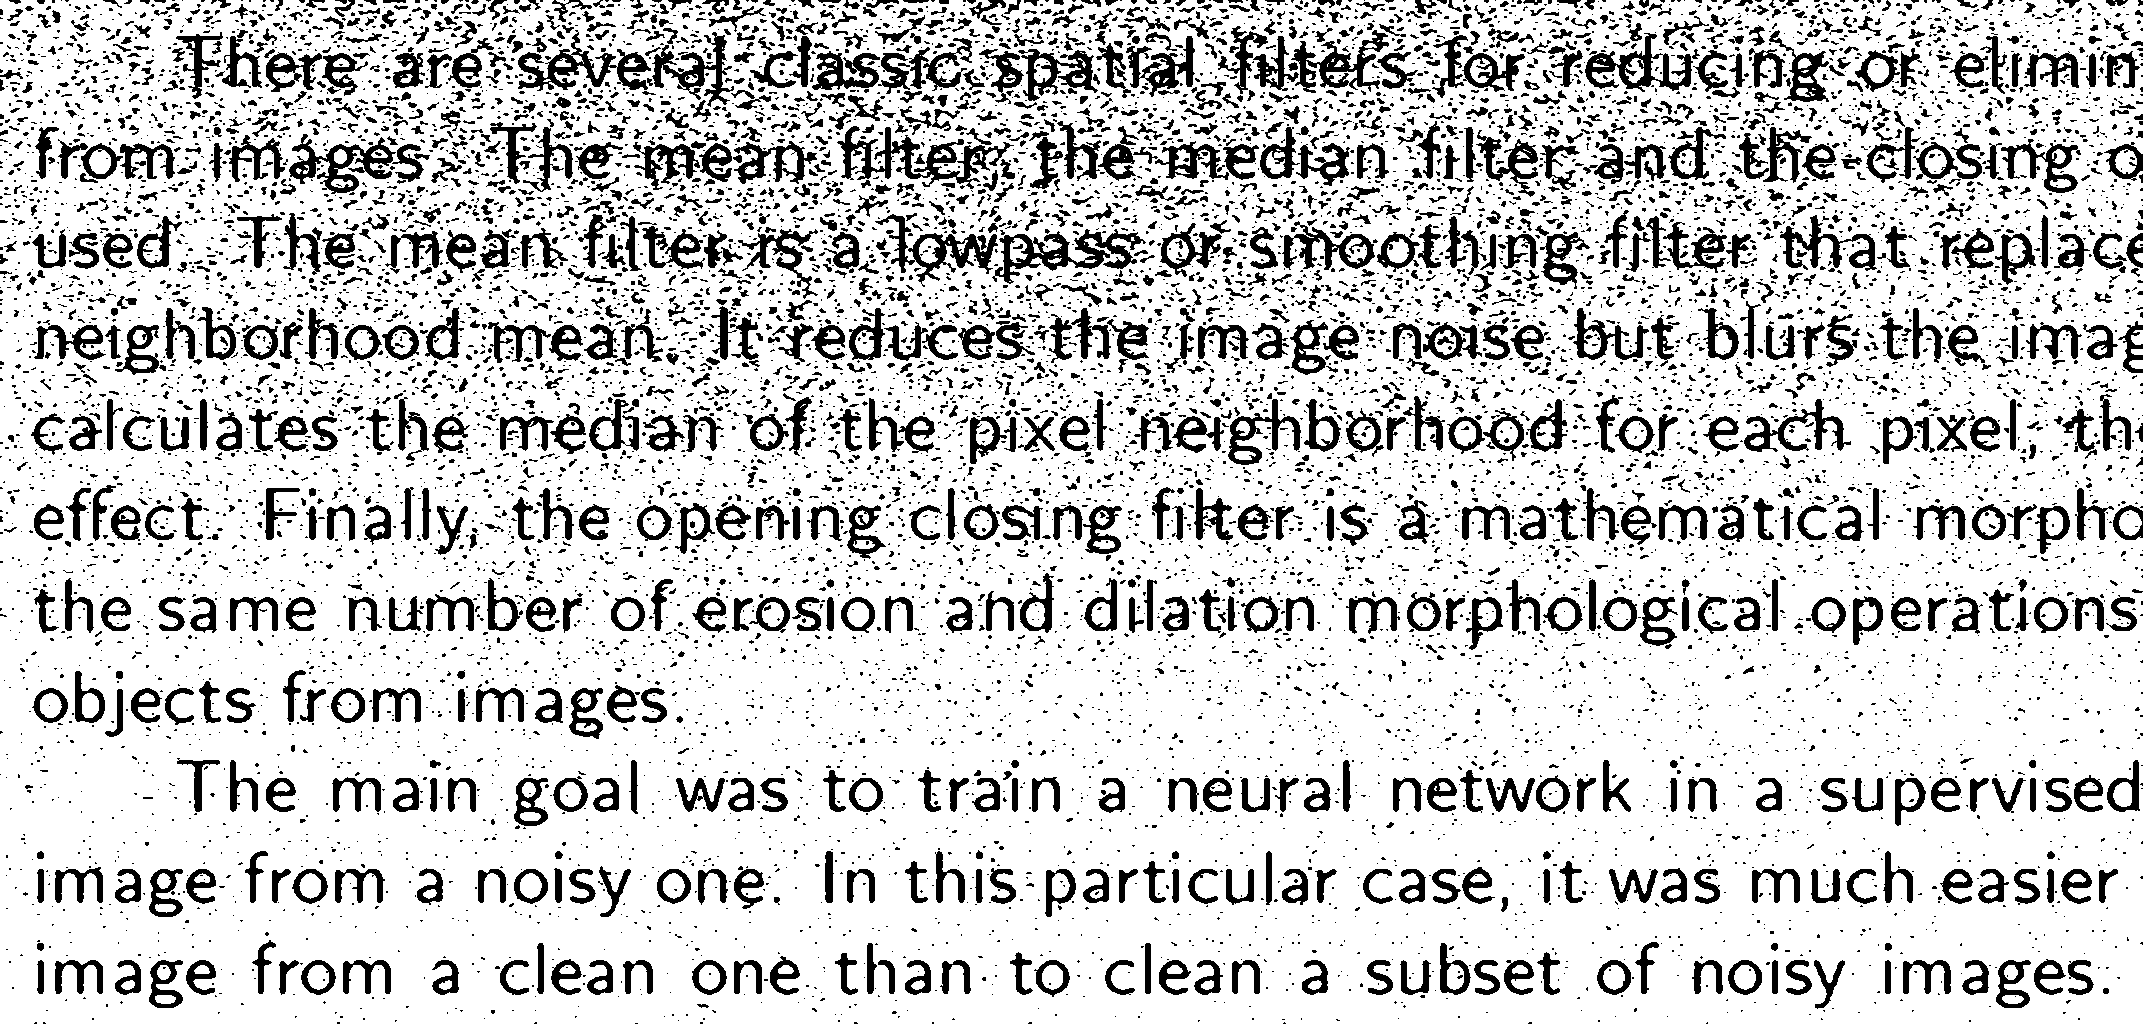 There are several classic spatial filters for reducing or elimin
from images. The mean filter, the median filter and the closing o
used. The mean filter is a lowpass or smoothing filter that replace
neighborhood mean. It reduces the image noise but blurs the imag
calculates the median of the pixel neighborhood for each pixel, the
effect. Finally, the opening closing filter is a mathematical morpho
the same number of erosion and dilation morphological operations
objects from images.
The main goal was to train a neural network in a supervised
image from a noisy one. In this particular case, it was much easier
image from a clean one than to clean a subset of noisy images.